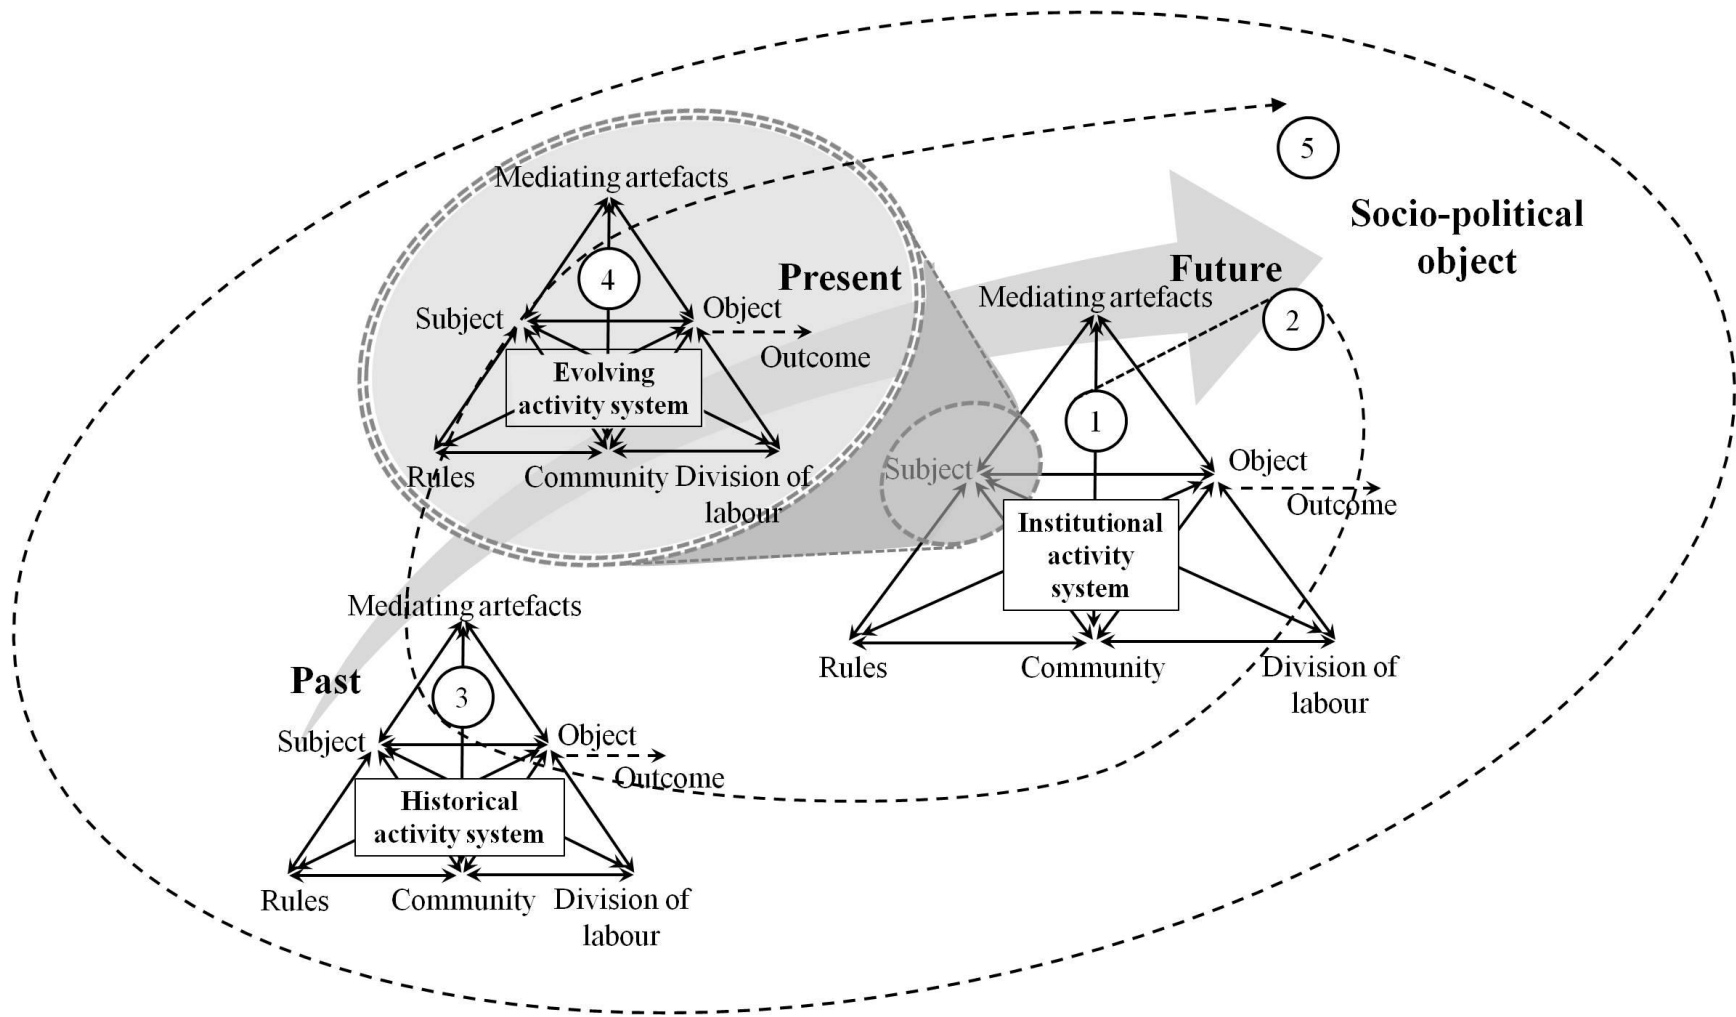 5
Socio-political
object
Mediating artefacts
4
Present
Subject
Object
Outcome
Evolving
activity system
Rules
Community
Division of
labour
Future
Mediating artefacts
2
1
Subject
Object
Outcome
Institutional
activity
system
Rules
Community
Division of
labour
Mediating artefacts
Past
3
Subject
Object
Outcome
Historical
activity system
Rules
Community
Division of
labour